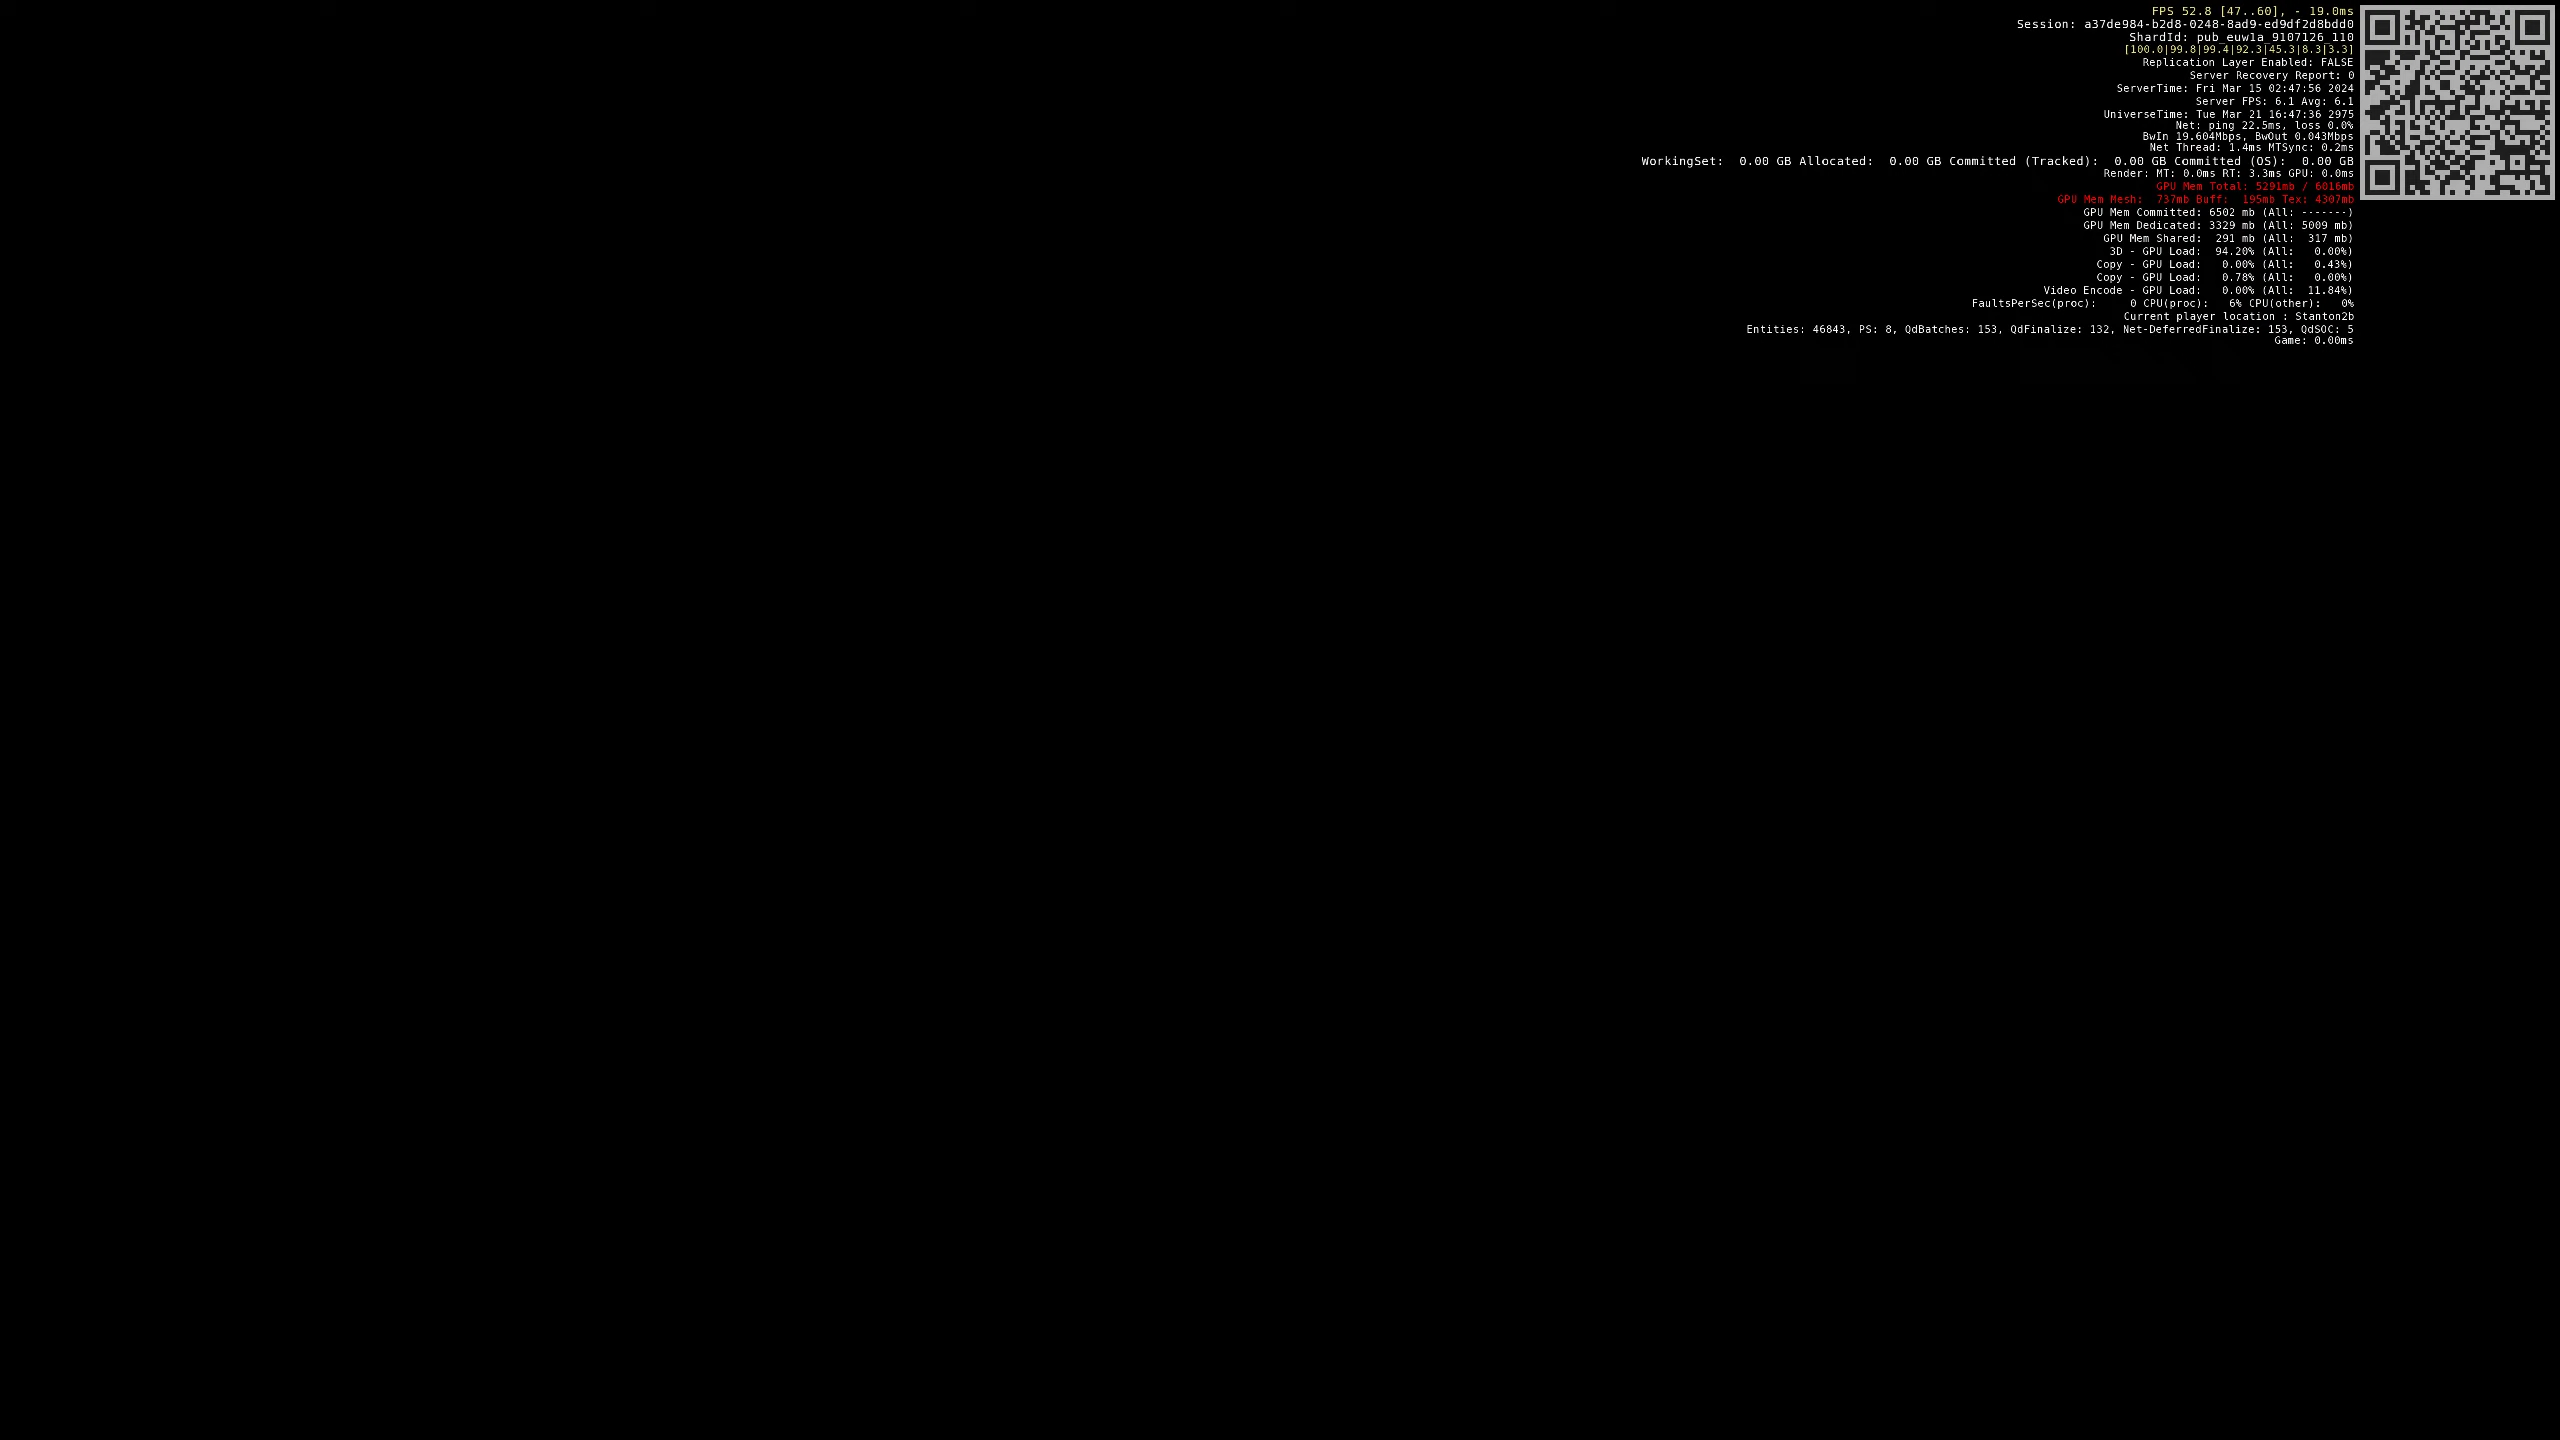 FPS 52.8 [47..60], - 19.0ms
Session: a37de984-b2d8-0248-8ad9-ed9df2d8bdd0
ShardId: pub_euw1a_9107126_110
[100.0|99.8|99.4|92.3|45.3|8.3|3.3]
Replication Layer Enabled: FALSE
Server Recovery Report: 0
ServerTime: Fri Mar 15 02:47:56 2024
Server FPS: 6.1 Avg: 6.1
UniverseTime: Tue Mar 21 16:47:36 2975
Net: ping 22.5ms, loss 0.0%
BwIn 19.604Mbps, BwOut 0.043Mbps
Net Thread: 1.4ms MTSync: 0.2ms
WorkingSet:  0.00 GB Allocated:  0.00 GB Committed (Tracked):  0.00 GB Committed (OS):  0.00 GB
Render: MT: 0.0ms RT: 3.3ms GPU: 0.0ms
GPU Mem Total: 5291mb / 6016mb
GPU Mem Mesh:  737mb Buff:  195mb Tex: 4307mb
GPU Mem Committed: 6502 mb (All: -------)
GPU Mem Dedicated: 3329 mb (All: 5009 mb)
GPU Mem Shared:  291 mb (All:  317 mb)
3D - GPU Load:  94.20% (All:   0.00%)
Copy - GPU Load:   0.00% (All:   0.43%)
Copy - GPU Load:   0.78% (All:   0.00%)
Video Encode - GPU Load:   0.00% (All:  11.84%)
FaultsPerSec(proc):     0 CPU(proc):   6% CPU(other):   0%
Current player location : Stanton2b
Entities: 46843, PS: 8, QdBatches: 153, QdFinalize: 132, Net-DeferredFinalize: 153, QdSOC: 5
Game: 0.00ms